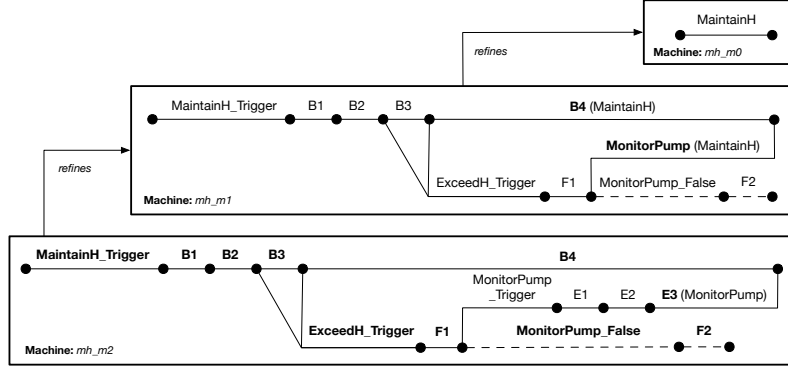 MaintainH
Machine: mh_m0
refines
MaintainH_Trigger B1 B2 B3 B4 (MaintainH)
MonitorPump (MaintainH)
ExceedH_Trigger F1 MonitorPump_False F2
Machine: mh_m1
refines
MaintainH_Trigger B1 B2 B3 B4
MonitorPump
_Trigger E1 E2 E3 (MonitorPump)
ExceedH_Trigger F1 MonitorPump_False F2
Machine: mh_m2